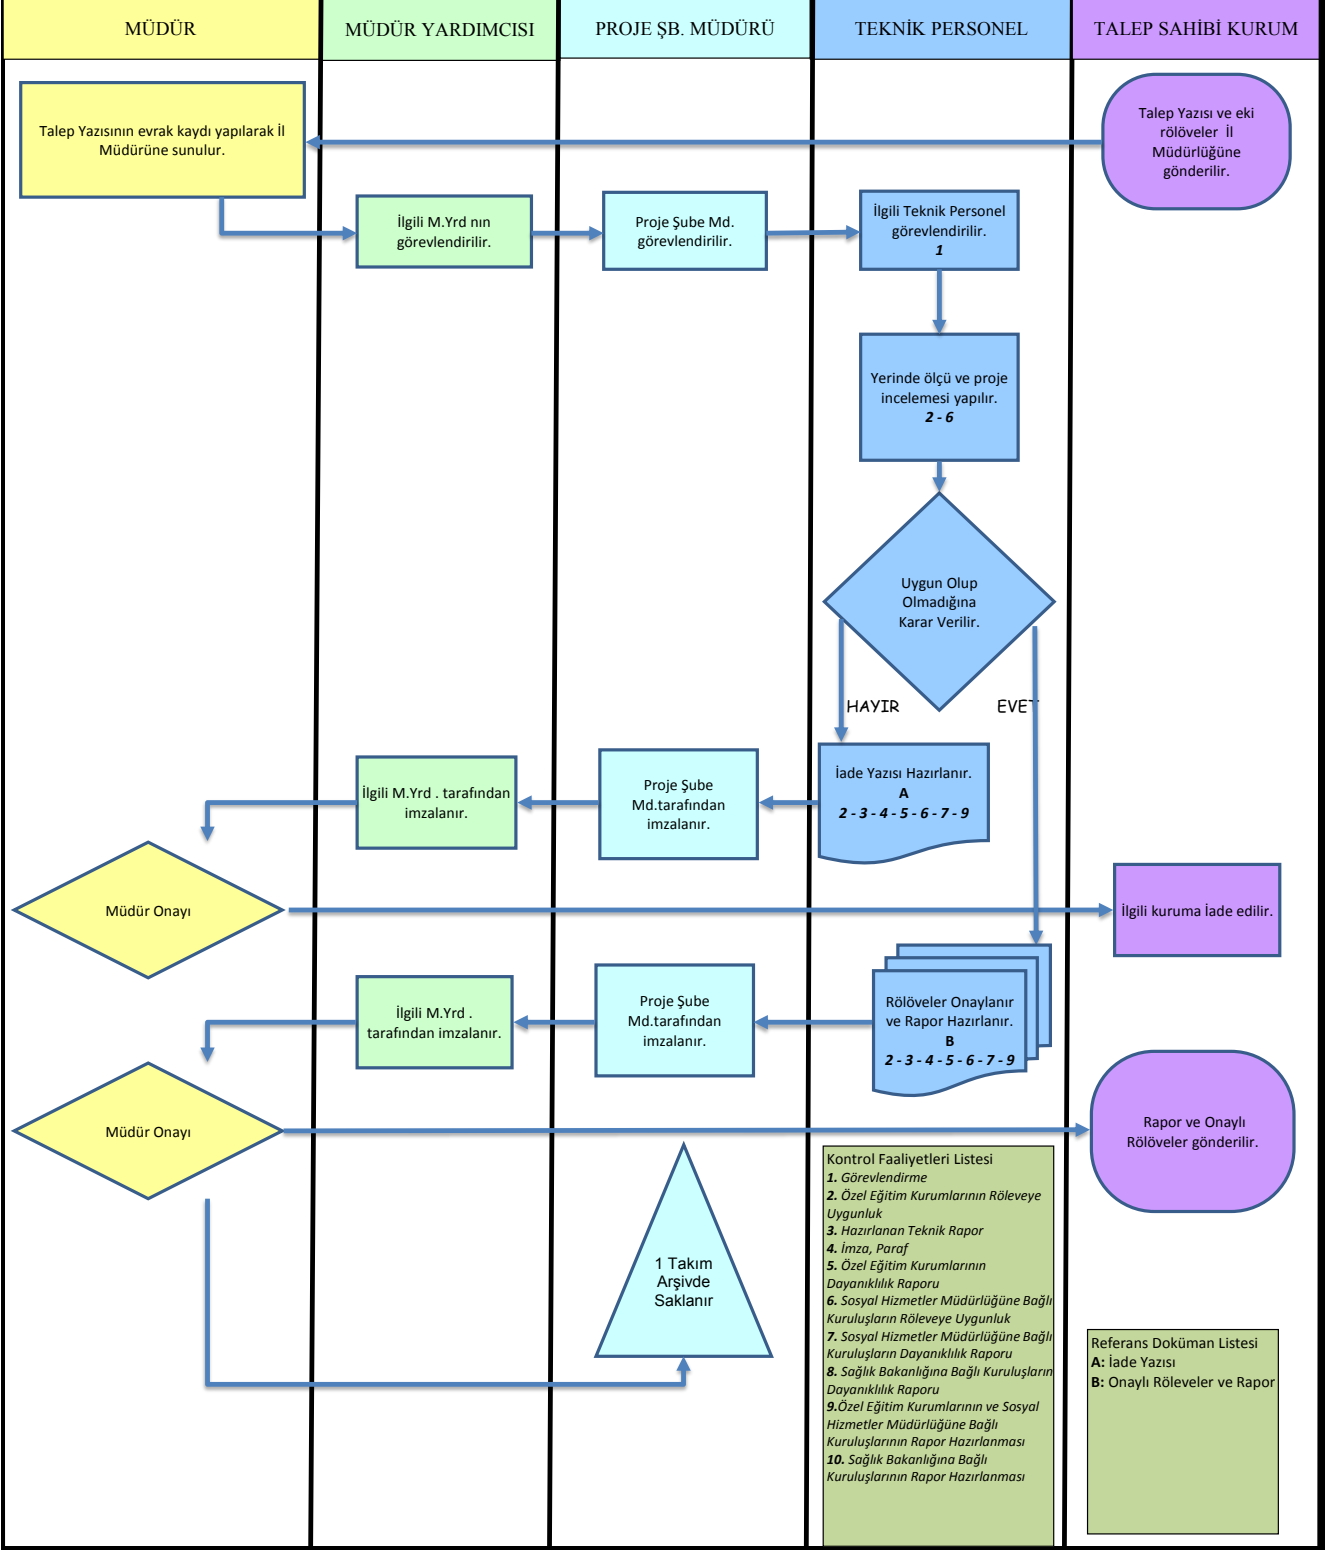 MÜDÜR
MÜDÜR YARDIMCISI
PROJE ŞB. MÜDÜRÜ
TEKNİK PERSONEL
TALEP SAHİBİ KURUM
Talep Yazısının evrak kaydı yapılarak İl
Müdürüne sunulur.
Talep Yazısı ve eki
rölöveler İl
Müdürlüğüne
gönderilir.
İlgili M.Yrd nın
görevlendirilir.
Proje Şube Md.
görevlendirilir.
İlgili Teknik Personel
görevlendirilir.
1
Yerinde ölçü ve proje
incelemesi yapılır.
2 - 6
Uygun Olup
Olmadığına
Karar Verilir.
HAYIR
EVET
İlgili M.Yrd . tarafından
imzalanır.
Proje Şube
Md.tarafından
imzalanır.
İade Yazısı Hazırlanır.
A
2 - 3 - 4 - 5 - 6 - 7 - 9
Müdür Onayı
İlgili kuruma İade edilir.
İlgili M.Yrd .
tarafından imzalanır.
Proje Şube
Md.tarafından
imzalanır.
Rölöveler Onaylanır
ve Rapor Hazırlanır.
B
2 - 3 - 4 - 5 - 6 - 7 - 9
Müdür Onayı
Rapor ve Onaylı
Rölöveler gönderilir.
1 Takım
Arşivde
Saklanır
Kontrol Faaliyetleri Listesi
1. Görevlendirme
2. Özel Eğitim Kurumlarının Röleveye
Uygunluk
3. Hazırlanan Teknik Rapor
4. İmza, Paraf
5. Özel Eğitim Kurumlarının
Dayanıklılık Raporu
6. Sosyal Hizmetler Müdürlüğüne Bağlı
Kuruluşların Röleveye Uygunluk
7. Sosyal Hizmetler Müdürlüğüne Bağlı
Kuruluşların Dayanıklılık Raporu
8. Sağlık Bakanlığına Bağlı Kuruluşların
Dayanıklılık Raporu
9.Özel Eğitim Kurumlarının ve Sosyal
Hizmetler Müdürlüğüne Bağlı
Kuruluşlarının Rapor Hazırlanması
10. Sağlık Bakanlığına Bağlı
Kuruluşlarının Rapor Hazırlanması
Referans Doküman Listesi
A: İade Yazısı
B: Onaylı Röleveler ve Rapor